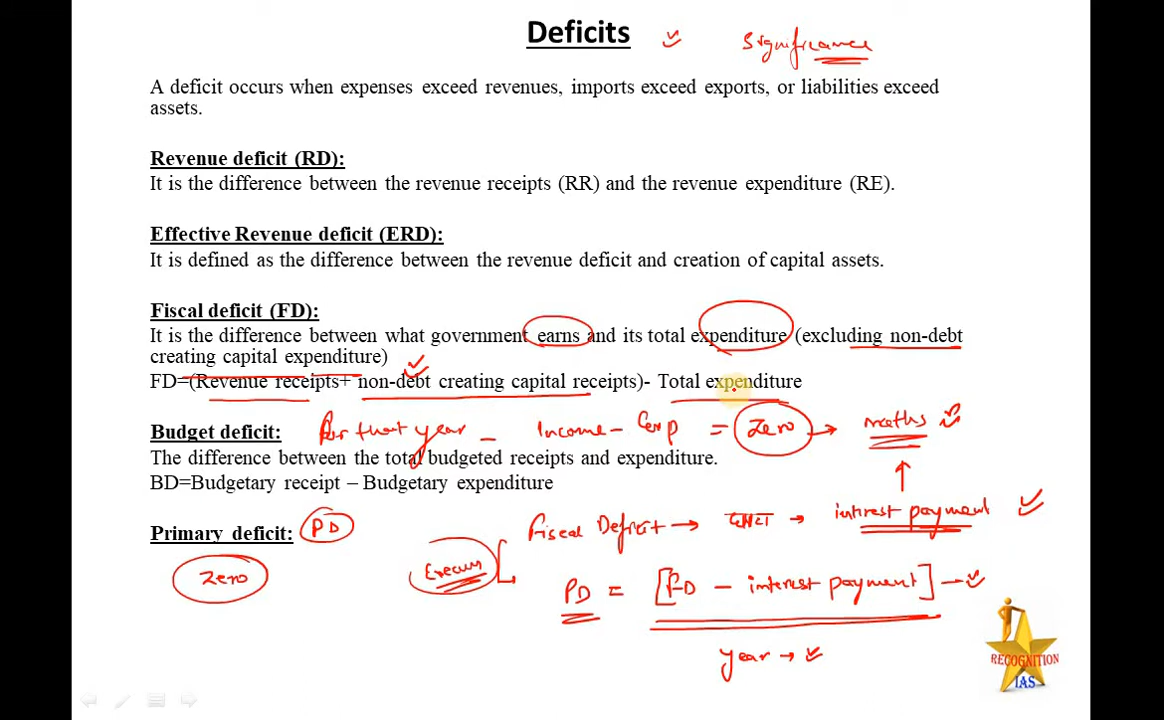 Deficits
Significance
A deficit occurs when expenses exceed revenues, imports exceed exports, or liabilities exceed
assets.
Revenue deficit (RD):
It is the difference between the revenue receipts (RR) and the revenue expenditure (RE).
Effective Revenue deficit (ERD):
It is defined as the difference between the revenue deficit and creation of capital assets.
Fiscal deficit (FD):
It is the difference between what government earns and its total expenditure (excluding non-debt
creating capital expenditure)
FD=(Revenue receipts+ non-debt creating capital receipts)- Total expenditure
Budget deficit: For that year - Income - Exp = Zero → maths
The difference between the total budgeted receipts and expenditure.
BD=Budgetary receipt – Budgetary expenditure
Fiscal Deficit → → interest payment
Primary deficit: PD
Zero
PD = [FD - interest payment]
year →
RECOGNITION
IAS